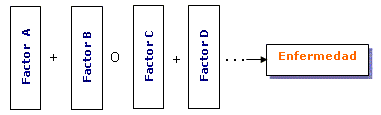 Factor A + Factor B O Factor C + Factor D ... Enfermedad